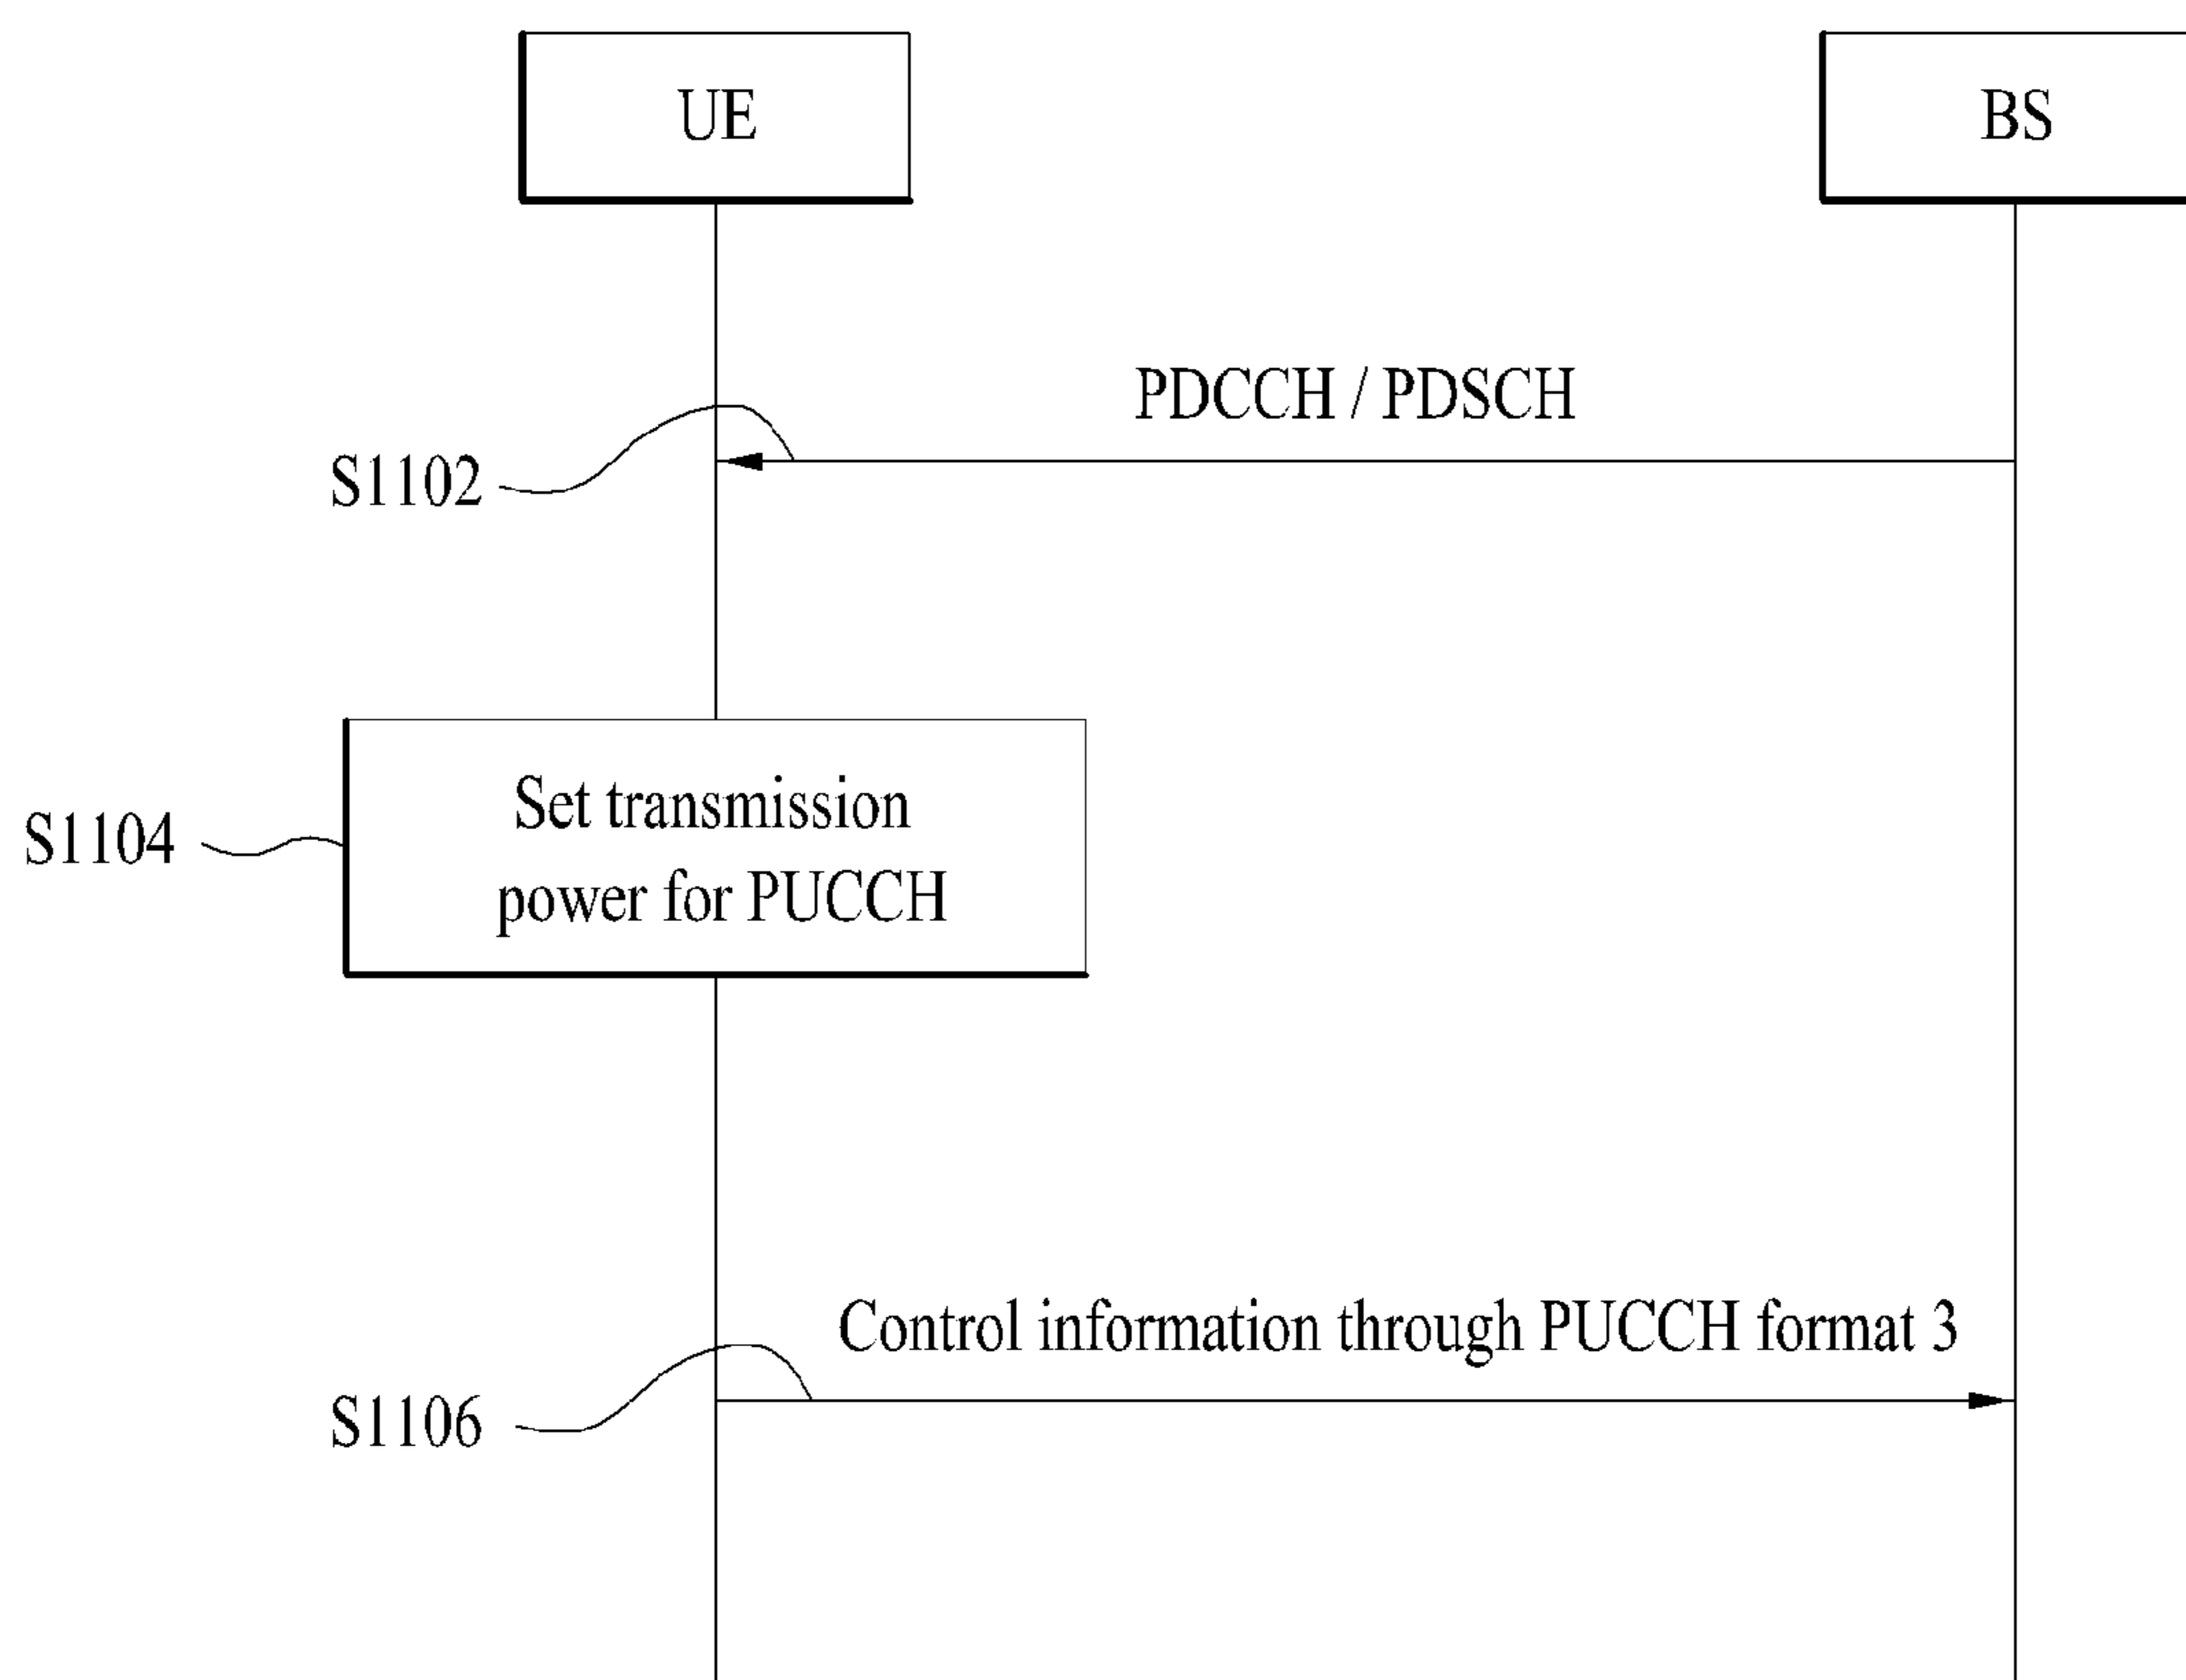 UE
BS
PDCCH / PDSCH
S1102
Set transmission
power for PUCCH
S1104
Control information through PUCCH format 3
S1106